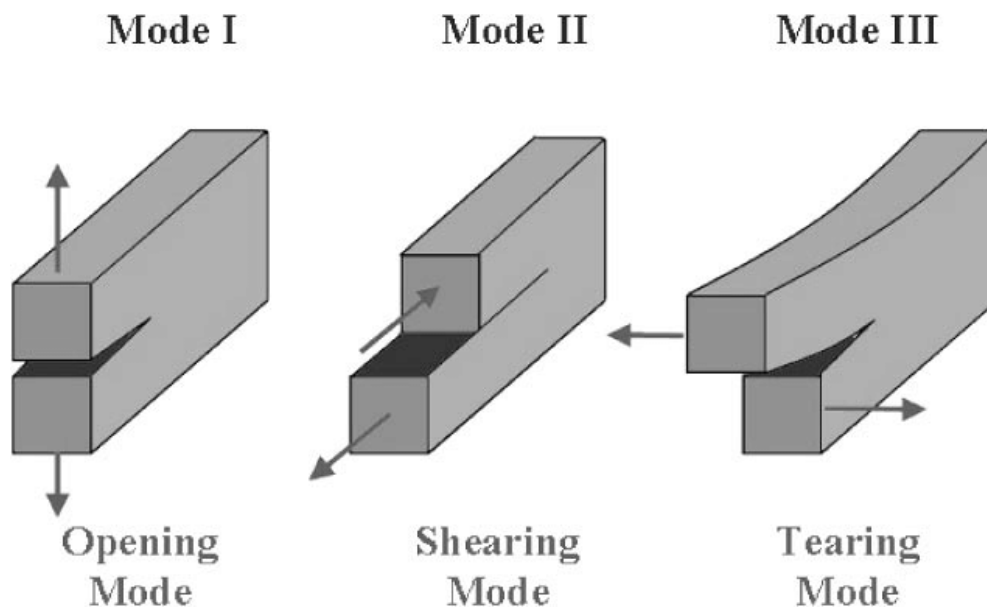 Mode I
Mode II
Mode III
Opening
Mode
Shearing
Mode
Tearing
Mode